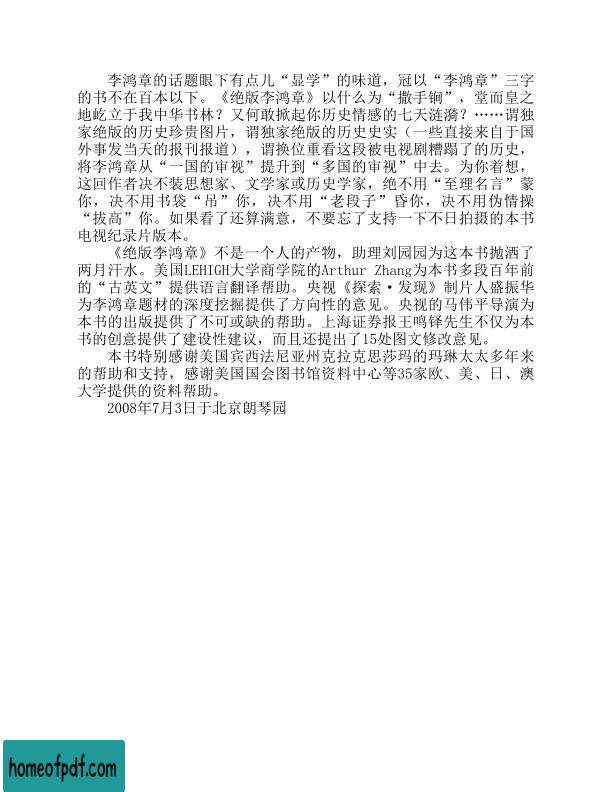 李鸿章的话题眼下有点儿“显学”的味道，冠以“李鸿章”三字
的书不在百本以下。《绝版李鸿章》以什么为“撒手锏”，堂而皇之
地屹立于我中华书林？又何敢掀起你历史情感的七天涟漪？……谓独
家绝版的历史珍贵图片，谓独家绝版的历史史实（一些直接来自于国
外事发当天的报刊报道），谓换位重看这段被电视剧糟蹋了的历史，
将李鸿章从“一国的审视”提升到“多国的审视”中去。为你着想，
这回作者决不装思想家、文学家或历史学家，绝不用“至理名言”蒙
你，决不用书袋“吊”你，决不用“老段子”昏你，决不用伪情操
“拔高”你。如果看了还算满意，不要忘了支持一下不日拍摄的本书
电视纪录片版本。
《绝版李鸿章》不是一个人的产物，助理刘园园为这本书抛洒了
两月汗水。美国LEHIGH大学商学院的Arthur Zhang为本书多段百年前
的“古英文”提供语言翻译帮助。央视《探索·发现》制片人盛振华
为李鸿章题材的深度挖掘提供了方向性的意见。央视的马伟平导演为
本书的出版提供了不可或缺的帮助。上海证券报王鸣铎先生不仅为本
书的创意提供了建设性建议，而且还提出了15处图文修改意见。
本书特别感谢美国宾西法尼亚州克拉克思莎玛的玛琳太太多年来
的帮助和支持，感谢美国国会图书馆资料中心等35家欧、美、日、澳
大学提供的资料帮助。
2008年7月3日于北京朗琴园
homeofpdf.com